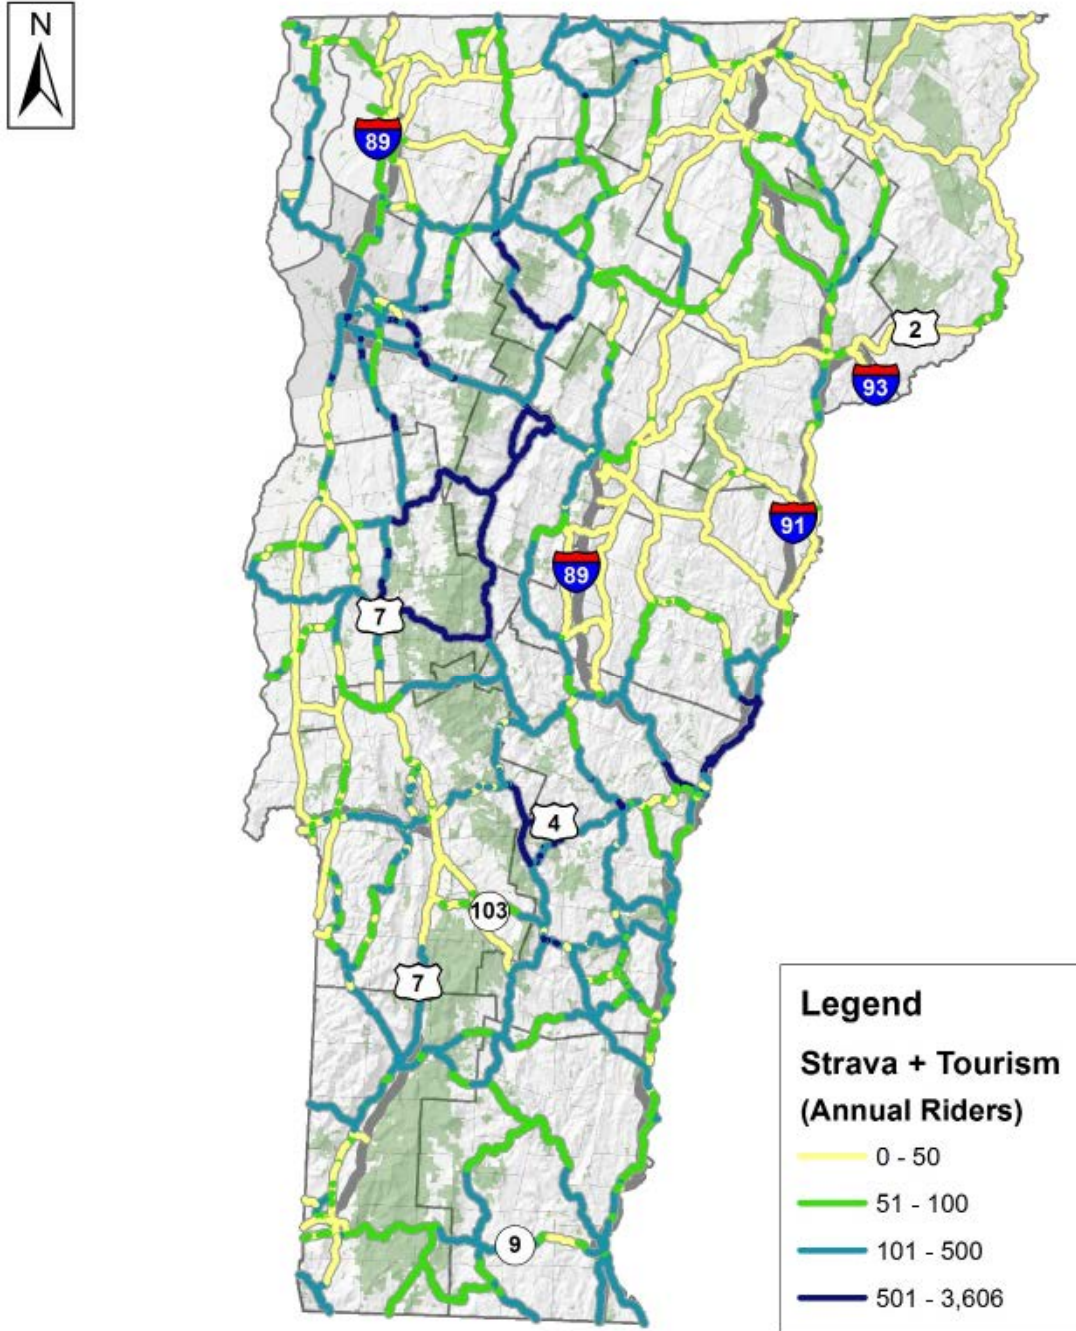 N
89
2
93
91
89
7
4
103
7
9
Legend
Strava + Tourism
(Annual Riders)
0 - 50
51 - 100
101 - 500
501 - 3,606